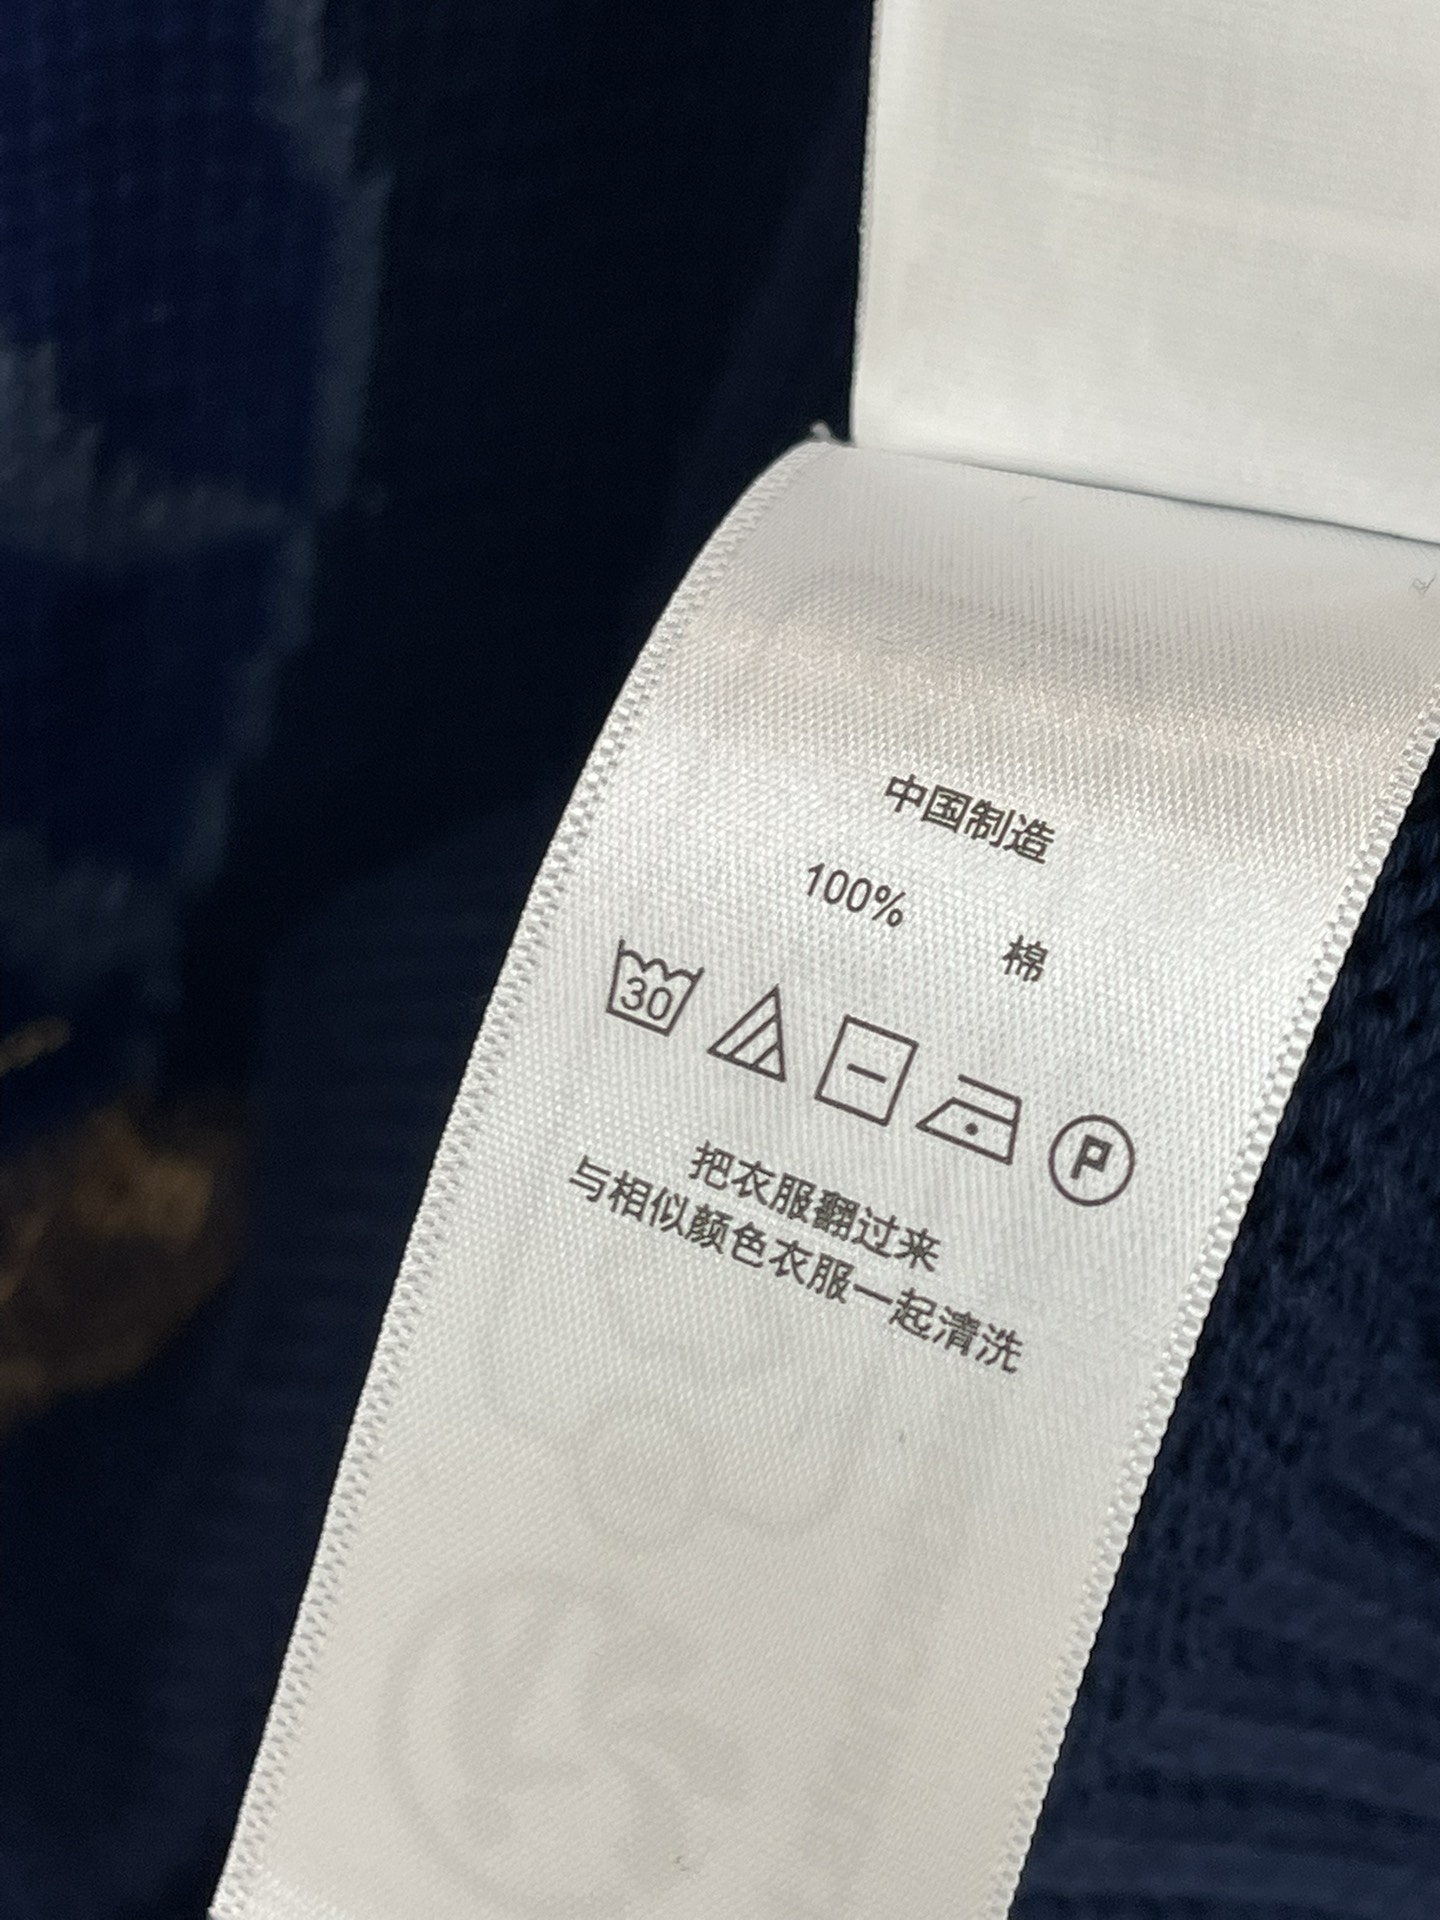 中国制造
100% 棉
30
P
把衣服翻过来
与相似颜色衣服一起清洗